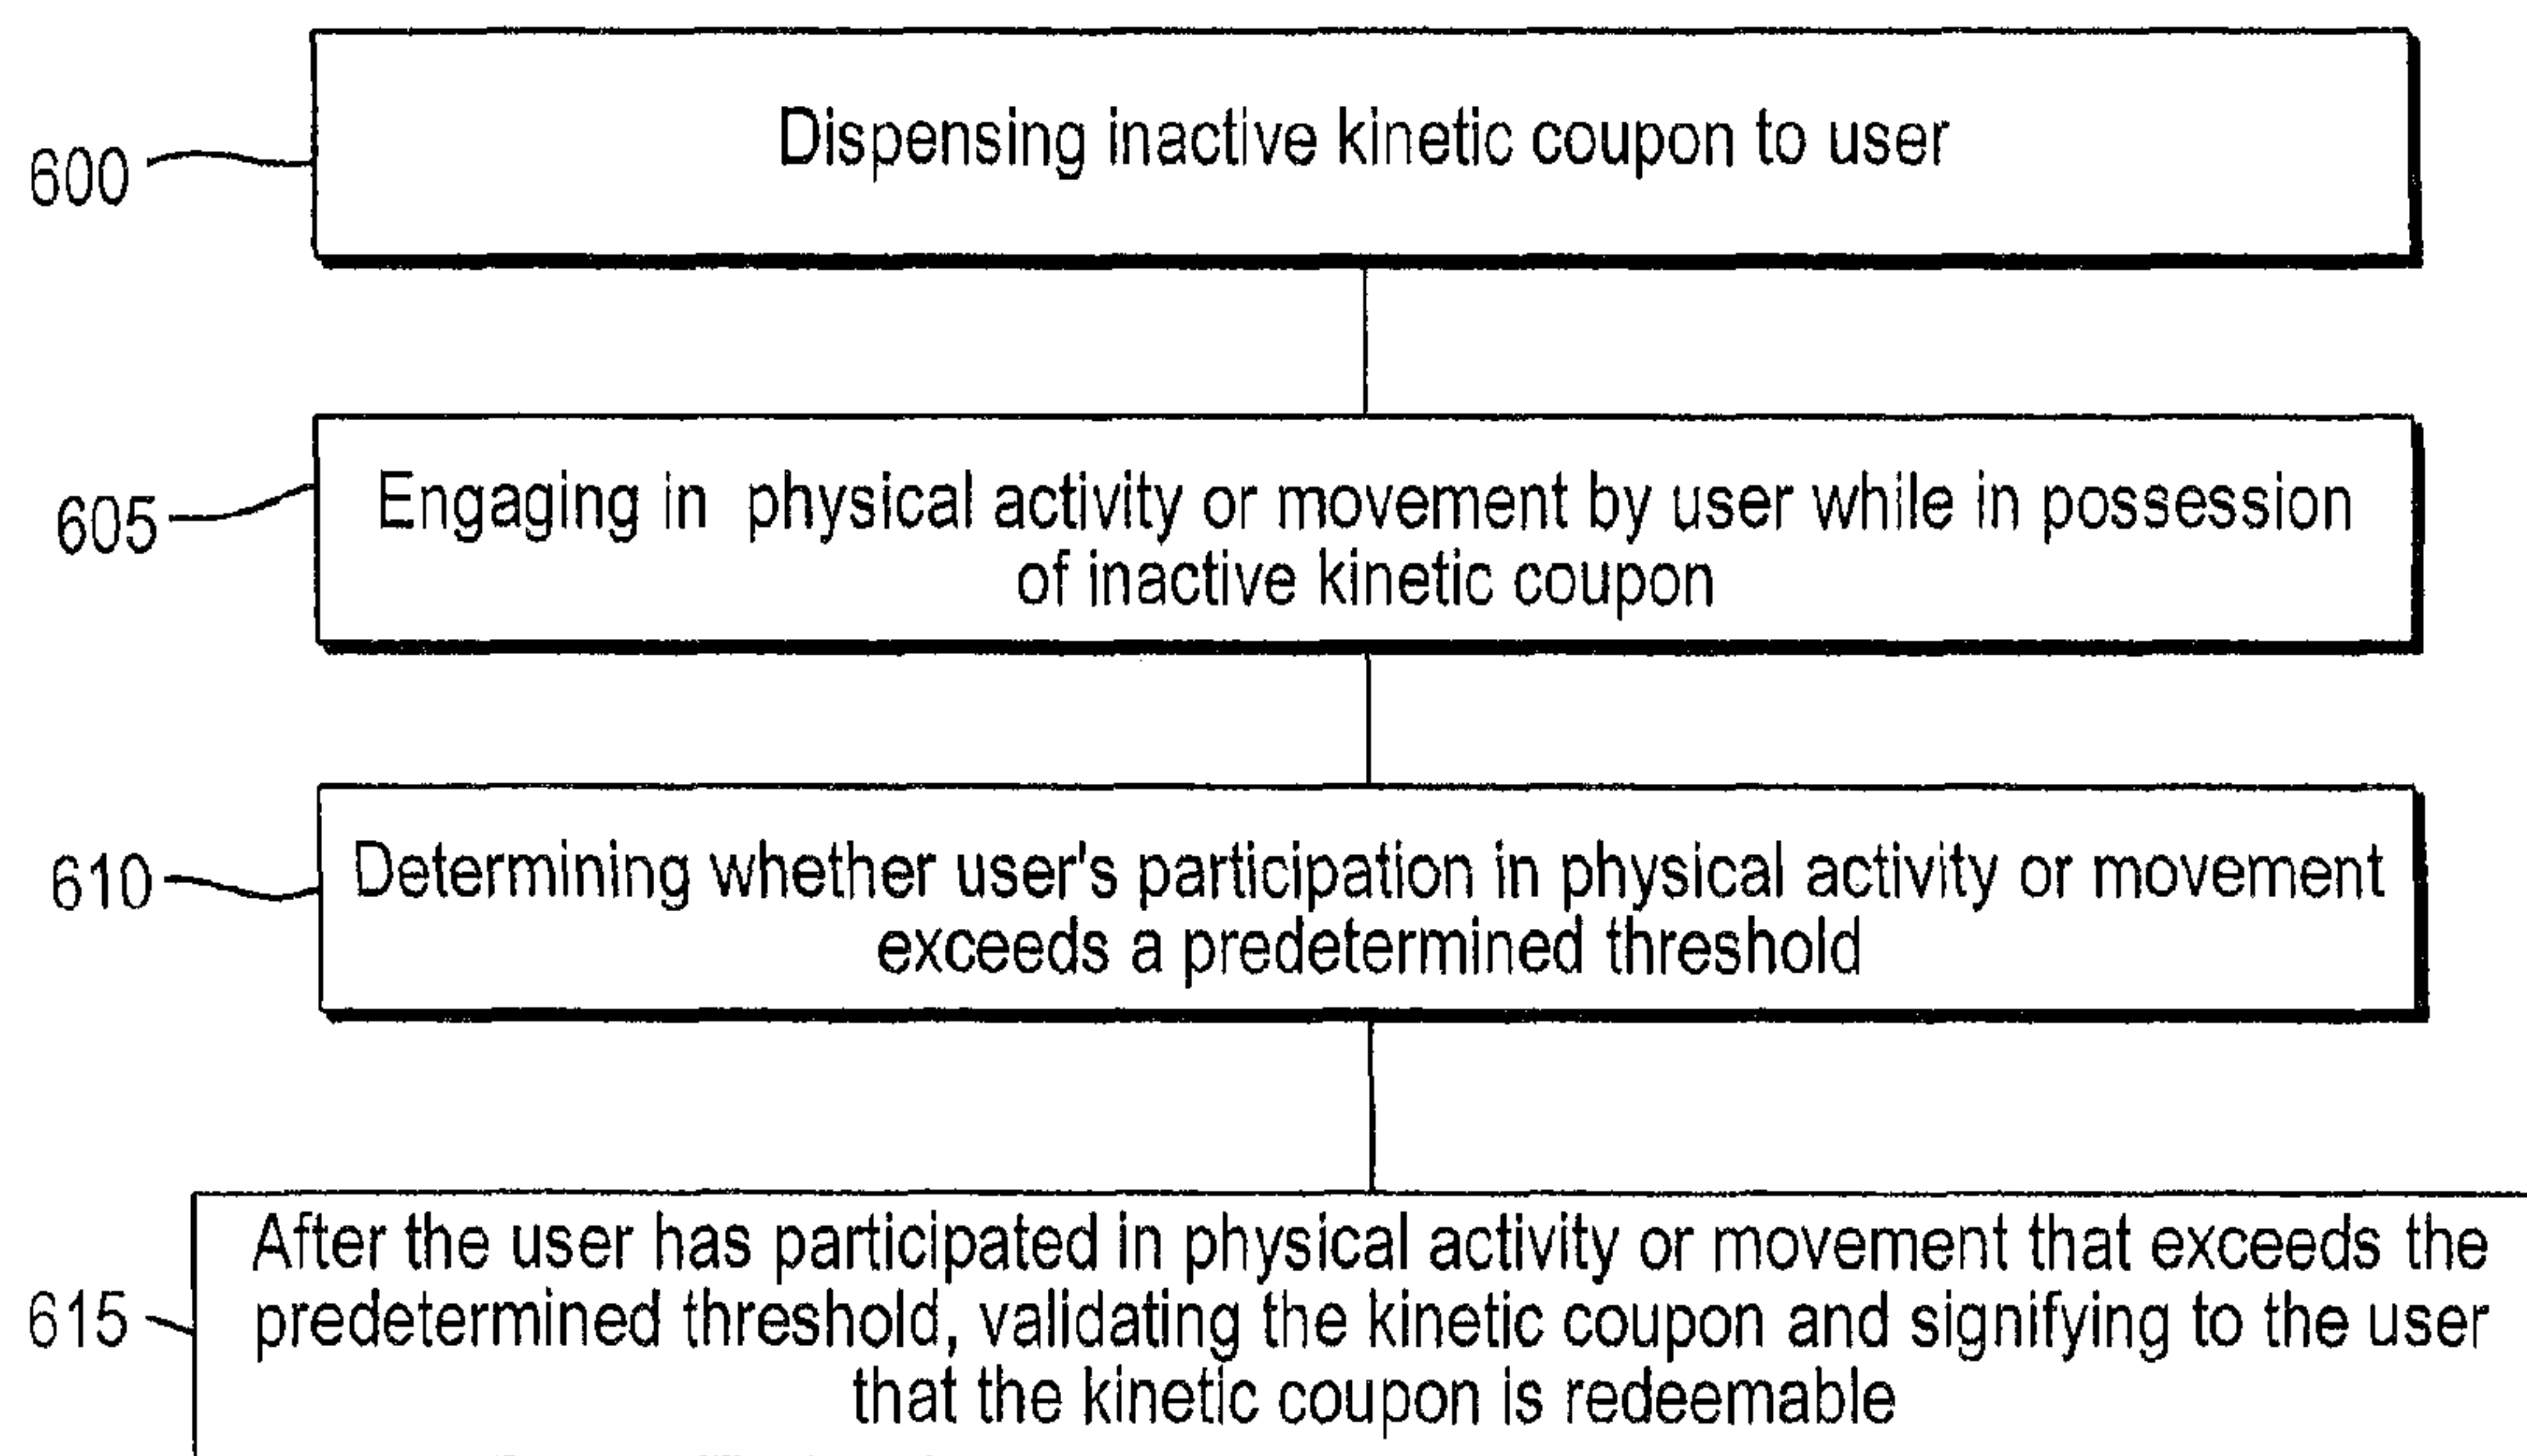 Dispensing inactive kinetic coupon to user
600
Engaging in physical activity or movement by user while in possession
of inactive kinetic coupon
605
Determining whether user's participation in physical activity or movement
exceeds a predetermined threshold
610
After the user has participated in physical activity or movement that exceeds the
predetermined threshold, validating the kinetic coupon and signifying to the user
that the kinetic coupon is redeemable
615